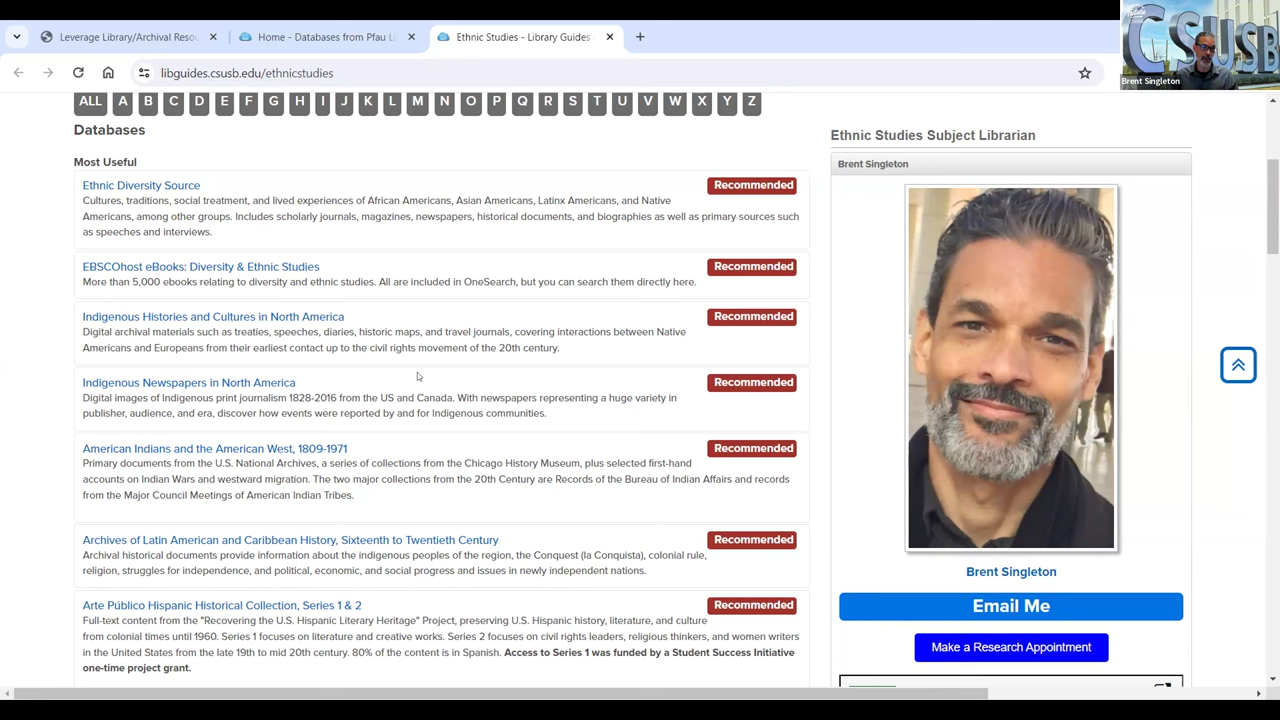 Leverage Library/Archival Reso
Home - Databases from Pfau Li
Ethnic Studies - Library Guides
CSUSB
Brent Singleton
libguides.csusb.edu/ethnicstudies
ALL A B C D E F G H I J K L M N O P Q R S T U V W X Y Z
Databases
Most Useful
Ethnic Diversity Source
Recommended
Cultures, traditions, social treatment, and lived experiences of African Americans, Asian Americans, Latinx Americans, and Native
Americans, among other groups. Includes scholarly journals, magazines, newspapers, historical documents, and biographies as well as primary sources such
as speeches and interviews.
EBSCOhost eBooks: Diversity & Ethnic Studies
Recommended
More than 5,000 ebooks relating to diversity and ethnic studies. All are included in OneSearch, but you can search them directly here.
Indigenous Histories and Cultures in North America
Recommended
Digital archival materials such as treaties, speeches, diaries, historic maps, and travel journals, covering interactions between Native
Americans and Europeans from their earliest contact up to the civil rights movement of the 20th century.
Indigenous Newspapers in North America
Recommended
Digital images of Indigenous print journalism 1828-2016 from the US and Canada. With newspapers representing a huge variety in
publisher, audience, and era, discover how events were reported by and for Indigenous communities.
American Indians and the American West, 1809-1971
Recommended
Primary documents from the U.S. National Archives, a series of collections from the Chicago History Museum, plus selected first-hand
accounts on Indian Wars and westward migration. The two major collections from the 20th Century are Records of the Bureau of Indian Affairs and records
from the Major Council Meetings of American Indian Tribes.
Archives of Latin American and Caribbean History, Sixteenth to Twentieth Century
Recommended
Archival historical documents provide information about the indigenous peoples of the region, the Conquest (la Conquista), colonial rule,
religion, struggles for independence, and political, economic, and social progress and issues in newly independent nations.
Arte Público Hispanic Historical Collection, Series 1 & 2
Recommended
Full-text content from the "Recovering the U.S. Hispanic Literary Heritage" Project, preserving U.S. Hispanic history, literature, and culture
from colonial times until 1960. Series 1 focuses on literature and creative works. Series 2 focuses on civil rights leaders, religious thinkers, and women writers
in the United States from the late 19th to mid 20th century. 80% of the content is in Spanish. Access to Series 1 was funded by a Student Success Initiative
one-time project grant.
Ethnic Studies Subject Librarian
Brent Singleton
Brent Singleton
Email Me
Make a Research Appointment